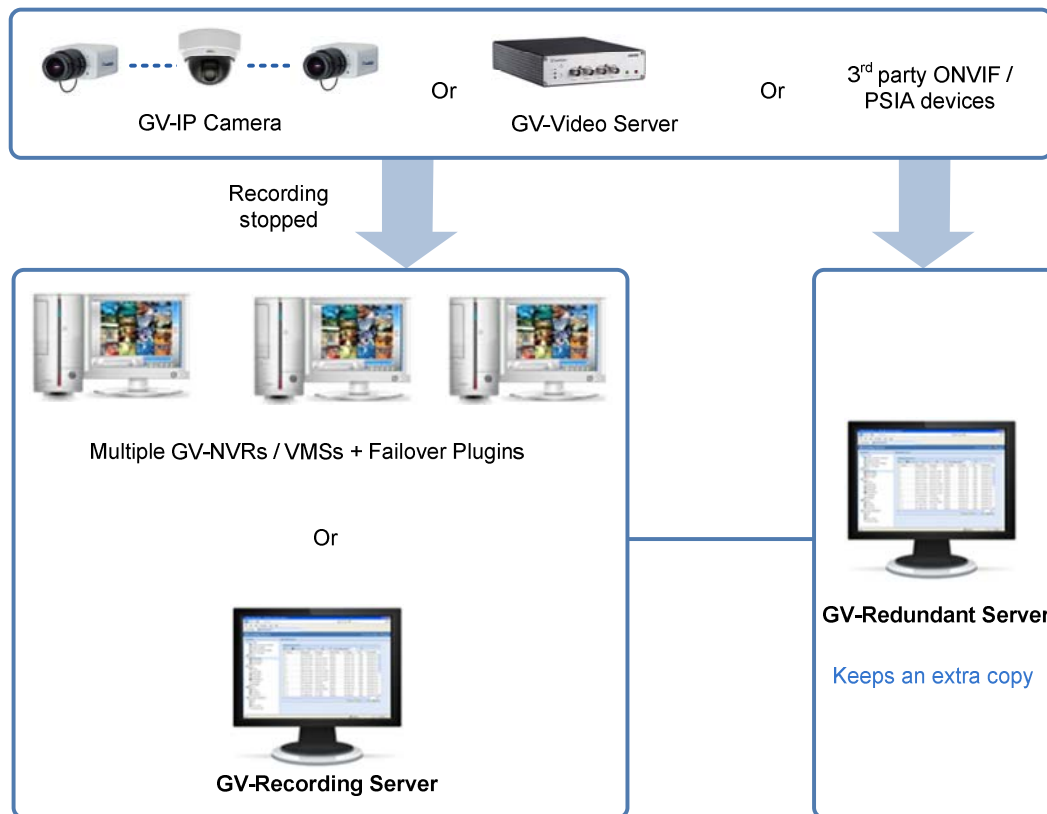 Or
Or
3rd party ONVIF /
PSIA devices
GV-IP Camera
GV-Video Server
Recording
stopped
Multiple GV-NVRs / VMSs + Failover Plugins
Or
GV-Recording Server
GV-Redundant Server
Keeps an extra copy